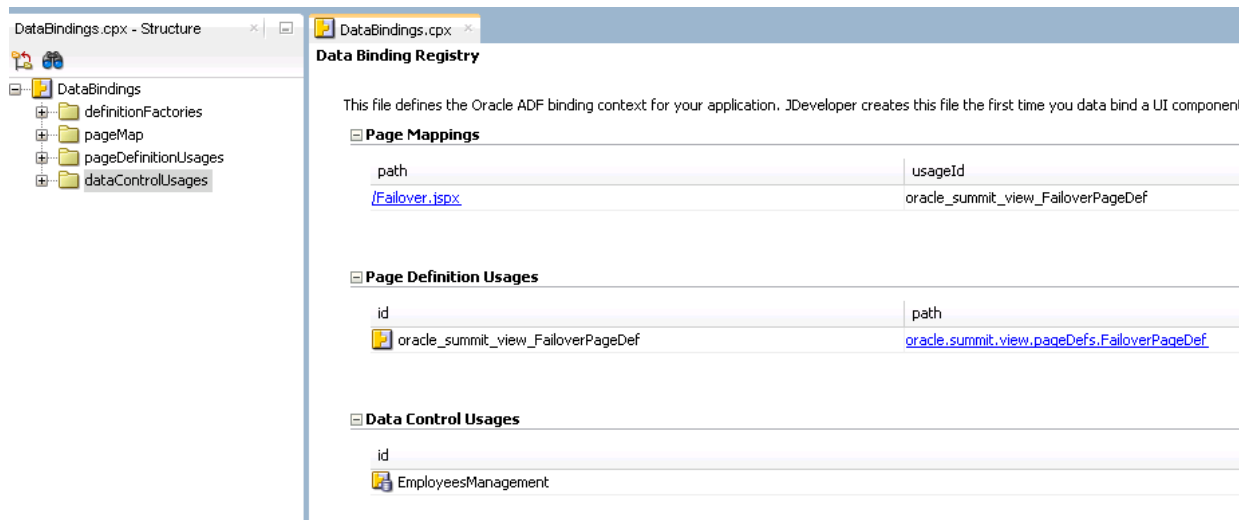 DataBindings.cpx - Structure
DataBindings
definitionFactories
pageMap
pageDefinitionUsages
dataControlUsages
DataBindings.cpx
Data Binding Registry
This file defines the Oracle ADF binding context for your application. JDeveloper creates this file the first time you data bind a UI component
Page Mappings
path usageId
/Failover.jspx oracle_summit_view_FailoverPageDef
Page Definition Usages
id path
oracle_summit_view_FailoverPageDef oracle.summit.view.pageDefs.FailoverPageDef
Data Control Usages
id
EmployeesManagement